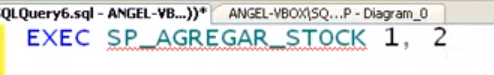 QLQuery6.sql - ANGEL-VB...))* ANGEL-VBOX\SQ...P - Diagram_0
EXEC SP_AGREGAR_STOCK 1, 2